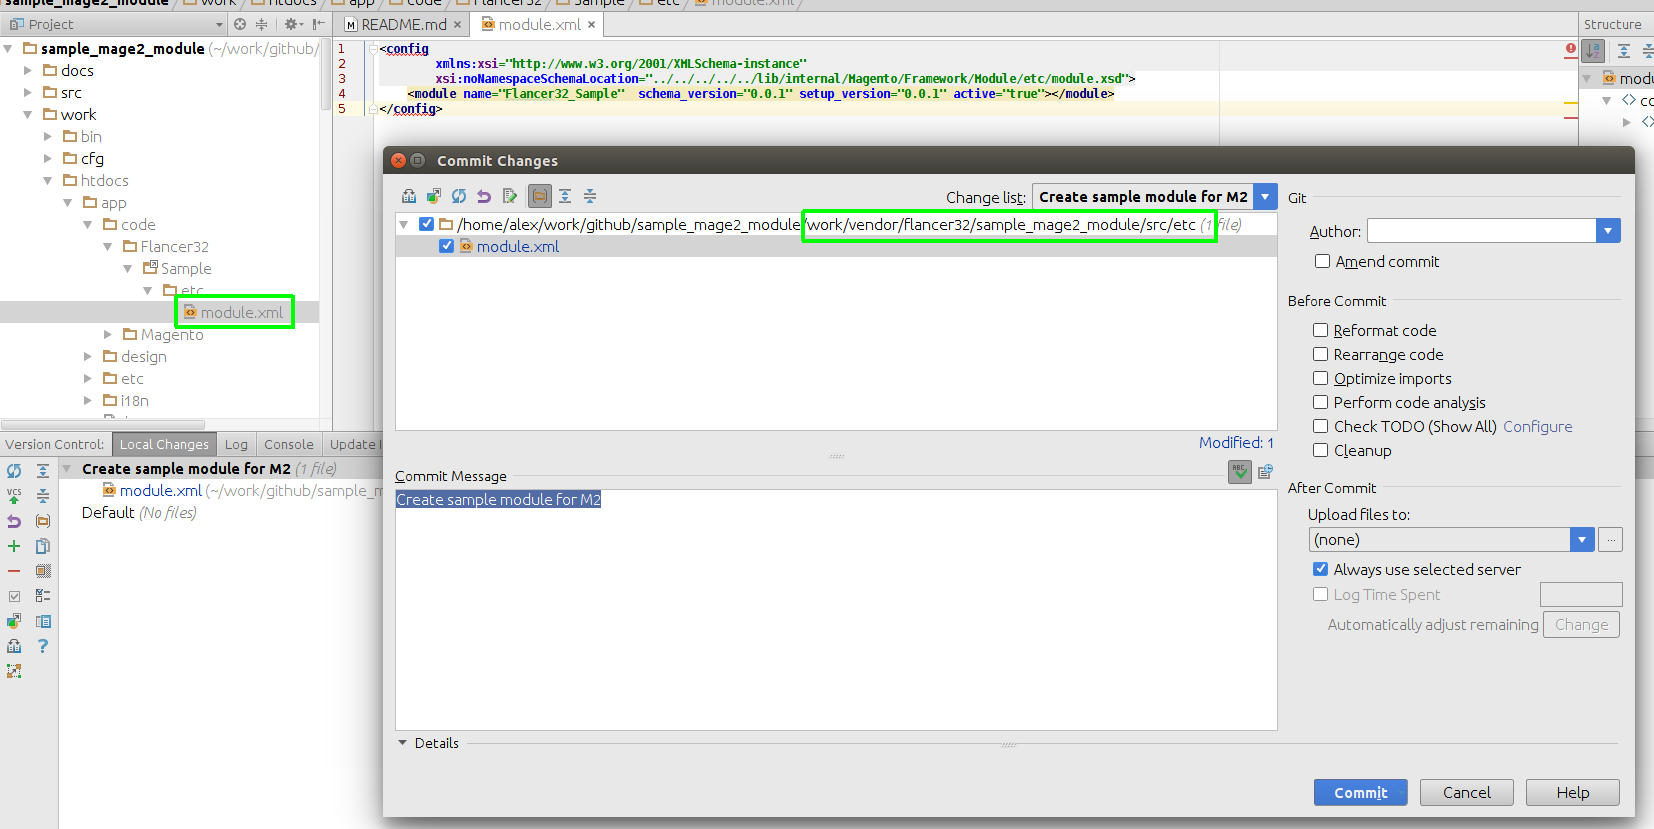 sample_mage2_module work htdocs app code Flancer32 Sample etc module.xml
Project
README.md
module.xml
Structure
sample_mage2_module (~/work/github/
docs
src
work
bin
cfg
htdocs
app
code
Flancer32
Sample
etc
module.xml
Magento
design
etc
i18n
1 <config
2 xmlns:xsi="http://www.w3.org/2001/XMLSchema-instance"
3 xsi:noNamespaceSchemaLocation="../../../../../lib/internal/Magento/Framework/Module/etc/module.xsd">
4 <module name="Flancer32_Sample" schema_version="0.0.1" setup_version="0.0.1" active="true"></module>
5 </config>
modu
<> co
<>
Commit Changes
Change list: Create sample module for M2
/home/alex/work/github/sample_mage2_module/work/vendor/flancer32/sample_mage2_module/src/etc (1 file)
module.xml
Modified: 1
Commit Message
Create sample module for M2
Details
Git
Author:
Amend commit
Before Commit
Reformat code
Rearrange code
Optimize imports
Perform code analysis
Check TODO (Show All) Configure
Cleanup
After Commit
Upload files to:
(none)
...
Always use selected server
Log Time Spent
Automatically adjust remaining Change
Commit Cancel Help
Version Control: Local Changes Log Console Update I
Create sample module for M2 (1 file)
module.xml (~/work/github/sample_m
Default (No files)
VCS
ABC